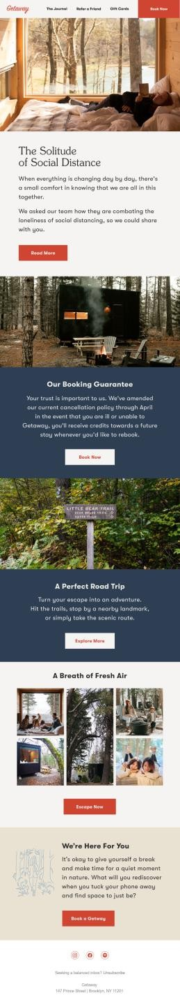 Getaway
The Journal
Refer a Friend
Gift Cards
Book Now
The Solitude
of Social Distance
When everything is changing day by day, there's
a small comfort in knowing that we are all in this
together.
We asked our team how they are combating the
loneliness of social distancing, so we could share
with you.
Read More
Our Booking Guarantee
Your trust is important to us. We've amended
our current cancellation policy through April
in the event that you are ill or unable to
Getaway, you'll receive credits towards a future
stay whenever you'd like to rebook.
Book Now
LITTLE BEAR TRAIL
A Perfect Road Trip
Turn your escape into an adventure.
Hit the trails, stop by a nearby landmark,
or simply take the scenic route.
Explore More
A Breath of Fresh Air
Escape Now
We're Here For You
It's okay to give yourself a break
and make time for a quiet moment
in nature. What will you rediscover
when you tuck your phone away
and find space to just be?
Book a Getway
Seeking a balanced inbox? Unsubscribe
Getaway
147 Prince Street | Brooklyn, NY 11201